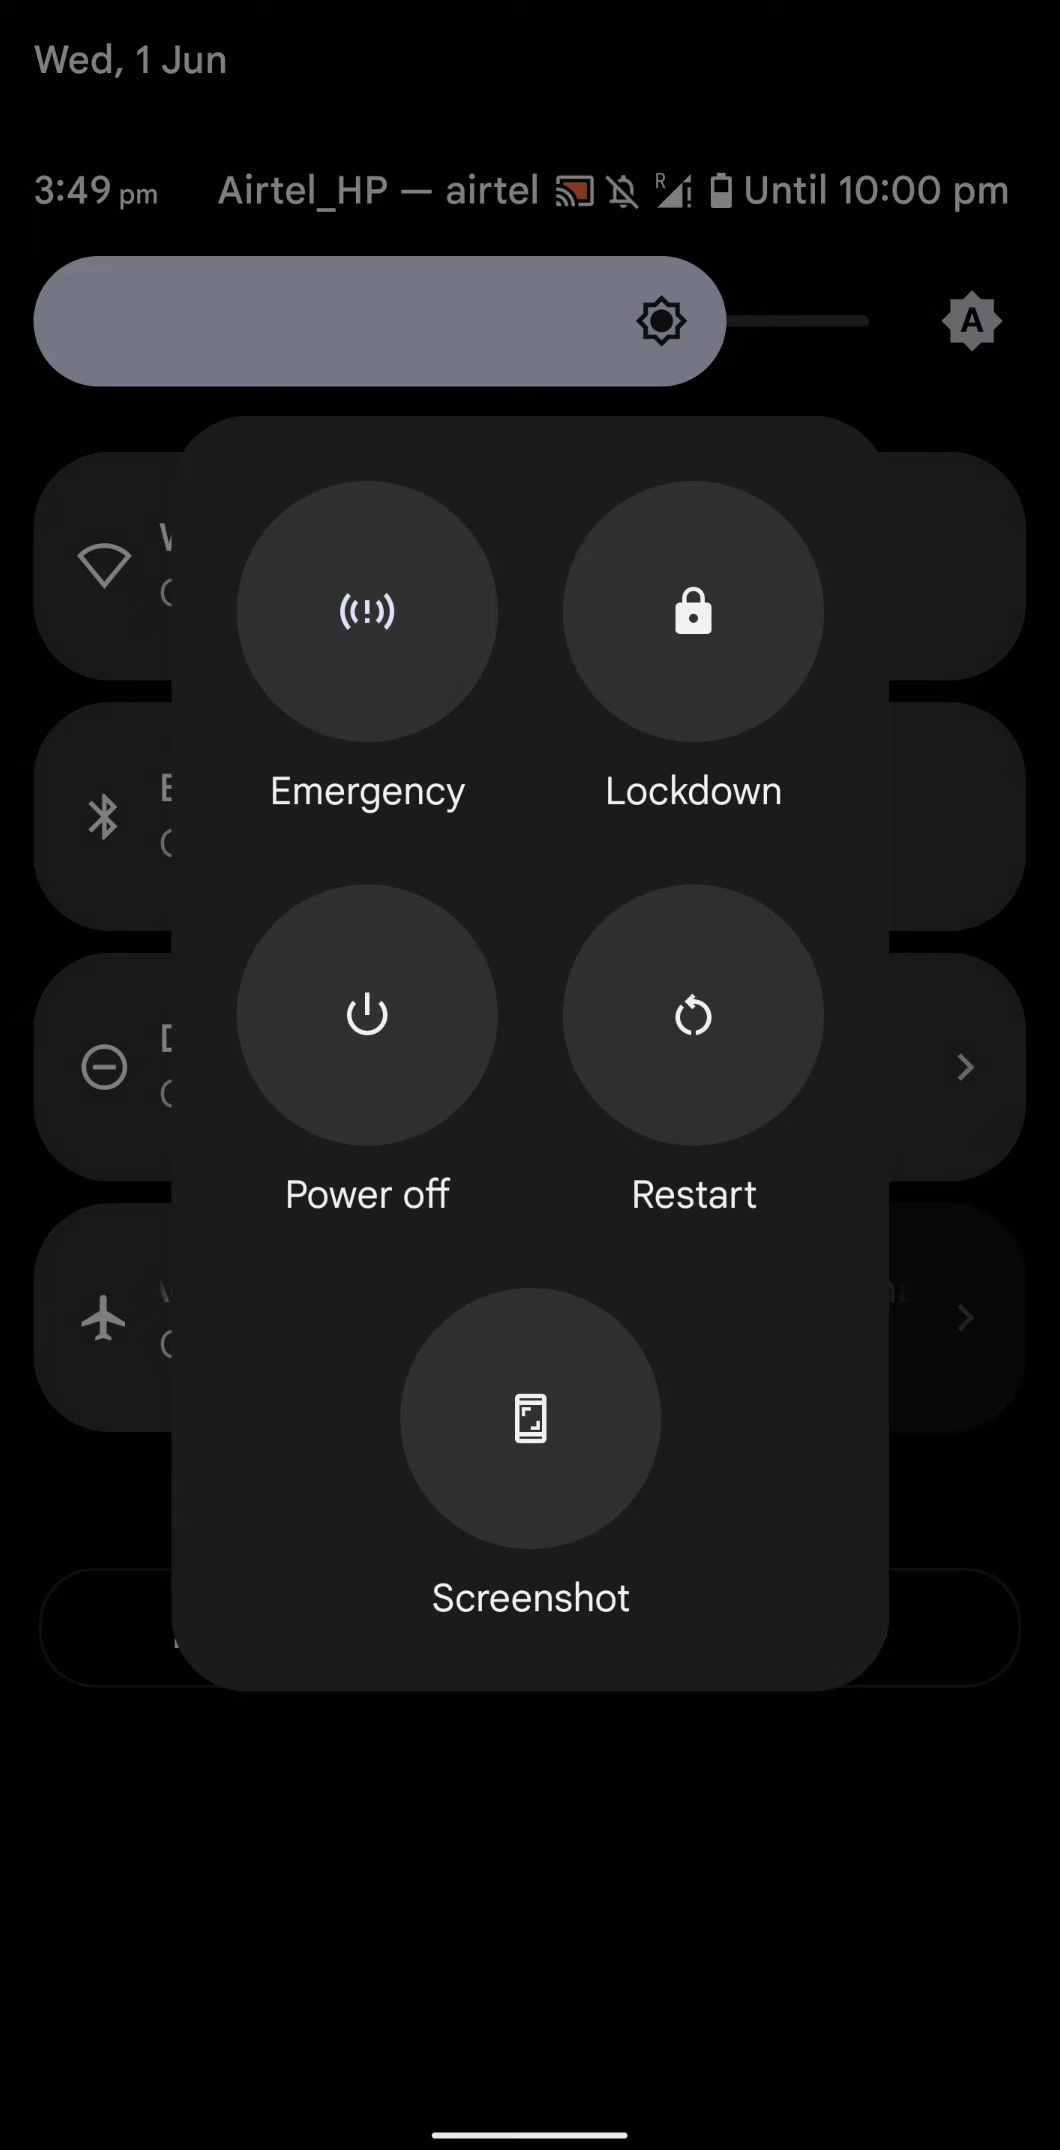 Wed, 1 Jun
3:49 pm Airtel_HP — airtel R Until 10:00 pm
A
Emergency Lockdown
Power off Restart
Screenshot